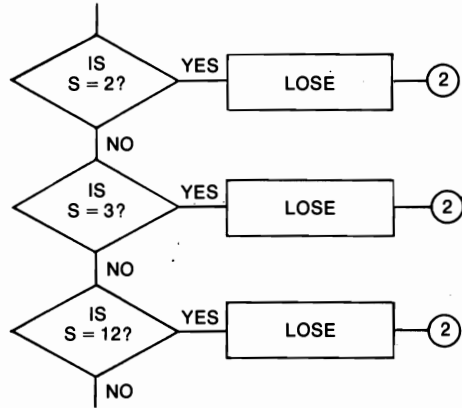 IS
S = 2?
YES
LOSE
2
NO
IS
S = 3?
YES
LOSE
2
NO
IS
S = 12?
YES
LOSE
2
NO